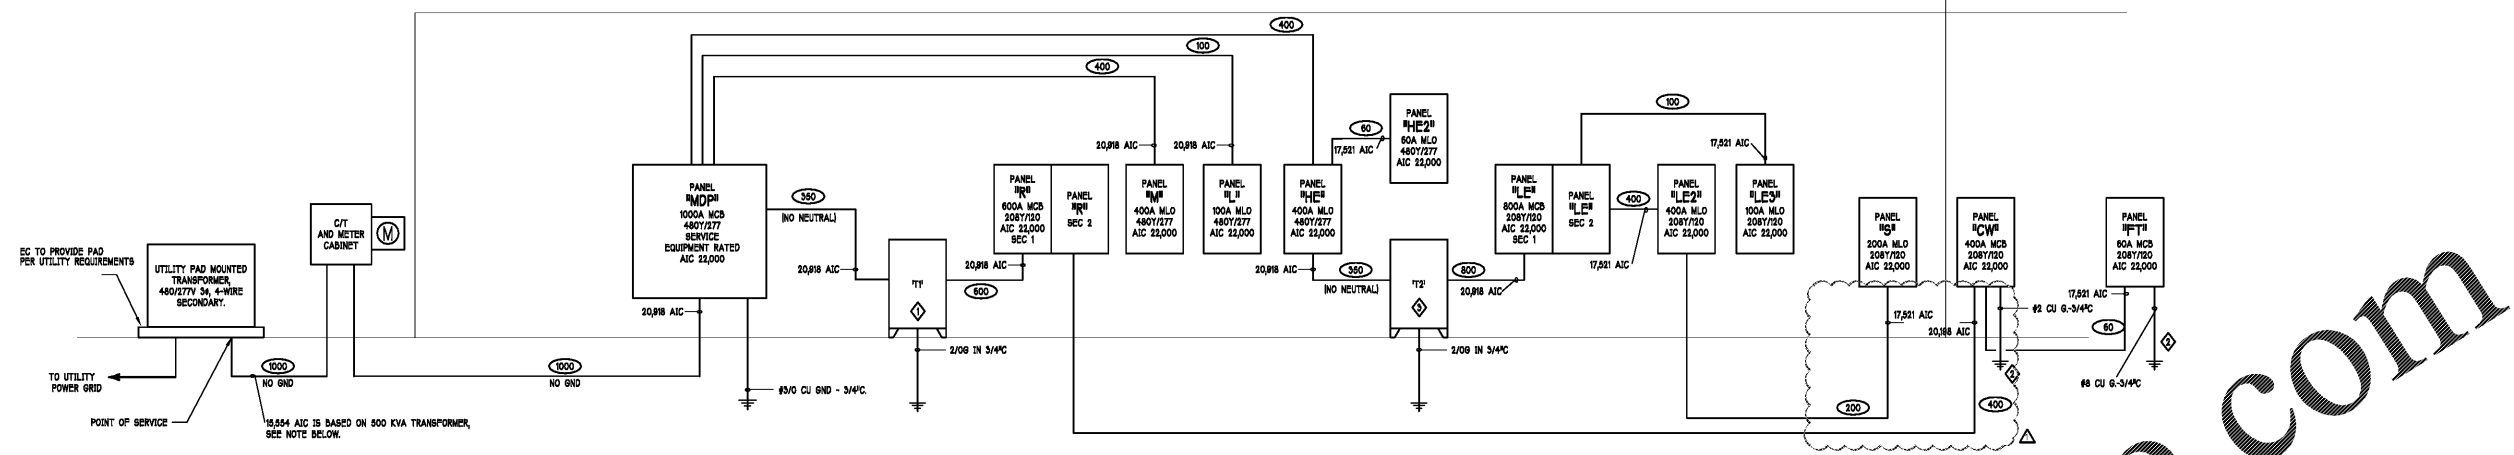 EC TO PROVIDE PAD
PER UTILITY REQUIREMENTS
UTILITY PAD MOUNTED
TRANSFORMER,
480/277V 3ø, 4-WIRE
SECONDARY.
TO UTILITY
POWER GRID
POINT OF SERVICE
1000
NO GND
15,554 AIC IS BASED ON 500 KVA TRANSFORMER,
SEE NOTE BELOW.
C/T
AND METER
CABINET
M
1000
NO GND
PANEL
"MDP"
1000A MCB
480Y/277
SERVICE
EQUIPMENT RATED
AIC 22,000
20,918 AIC
#3/0 CU GND - 3/4"C.
400
100
400
350
(NO NEUTRAL)
20,918 AIC
'T1'
1
2/0G IN 3/4"C
600
20,918 AIC
PANEL
"R"
600A MCB
208Y/120
AIC 22,000
SEC 1
PANEL
"R"
SEC 2
20,918 AIC
PANEL
"M"
400A MLO
480Y/277
AIC 22,000
20,918 AIC
PANEL
"L"
100A MLO
480Y/277
AIC 22,000
PANEL
"HE"
400A MLO
480Y/277
AIC 22,000
60
17,521 AIC
PANEL
"HE2"
60A MLO
480Y/277
AIC 22,000
20,918 AIC
350
(NO NEUTRAL)
'T2'
3
2/0G IN 3/4"C
800
20,918 AIC
PANEL
"LE"
800A MCB
208Y/120
AIC 22,000
SEC 1
PANEL
"LE"
SEC 2
100
400
17,521 AIC
PANEL
"LE2"
400A MLO
208Y/120
AIC 22,000
17,521 AIC
PANEL
"LE3"
100A MLO
208Y/120
AIC 22,000
PANEL
"S"
200A MLO
208Y/120
AIC 22,000
17,521 AIC
200
PANEL
"CW"
400A MCB
208Y/120
AIC 22,000
20,198 AIC
#2 CU G.-3/4"C
2
400
1
PANEL
"FT"
60A MCB
208Y/120
AIC 22,000
17,521 AIC
60
#8 CU G.-3/4"C
2
com